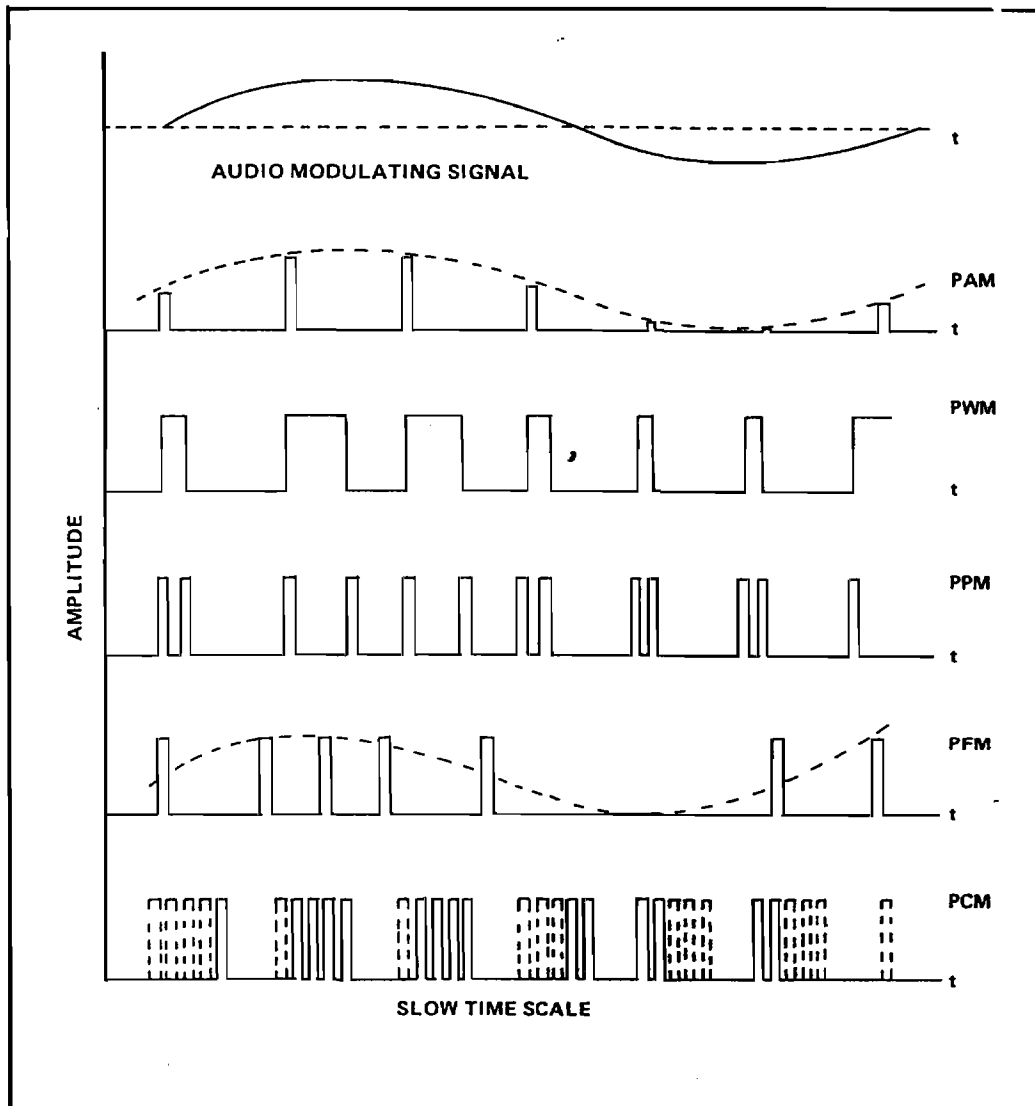 t
AUDIO MODULATING SIGNAL
PAM
t
PWM
t
AMPLITUDE
PPM
t
PFM
t
PCM
t
SLOW TIME SCALE